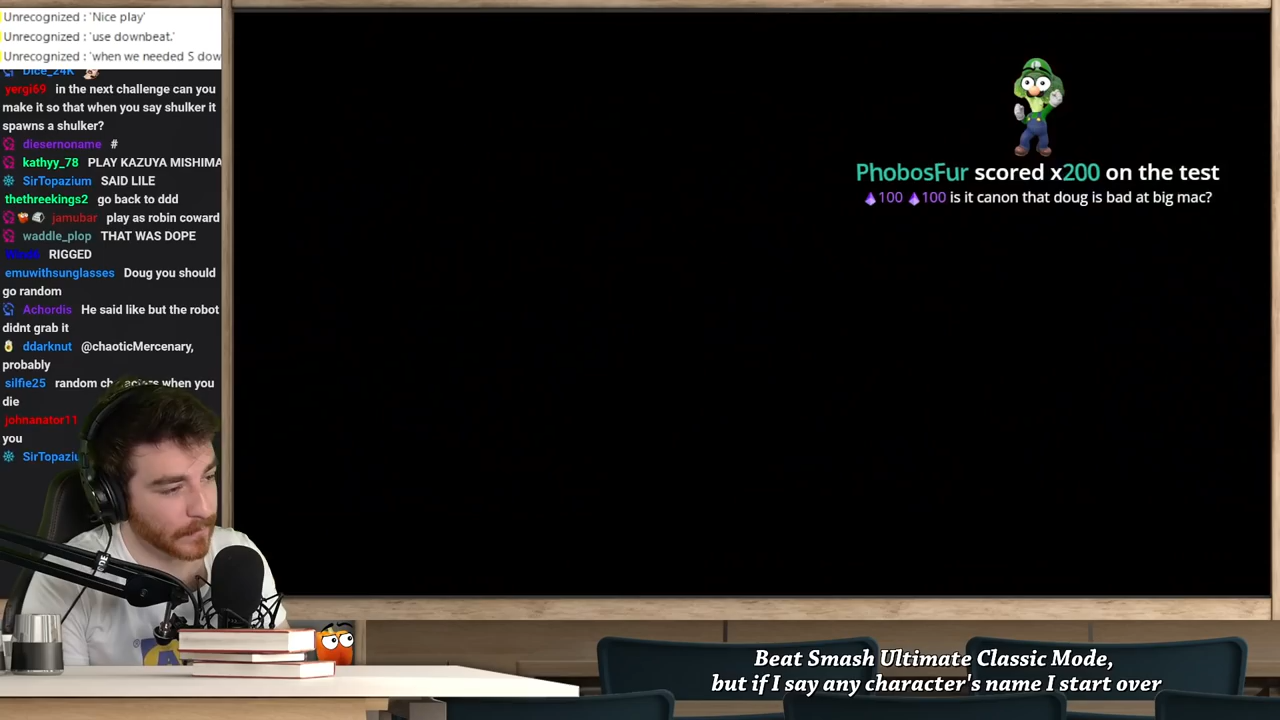 Unrecognized : 'Nice play'
Unrecognized : 'use downbeat.'
Unrecognized : 'when we needed S dow
Dice_24K
yergi69 in the next challenge can you
make it so that when you say shulker it
spawns a shulker?
diesernoname #
kathyy_78 PLAY KAZUYA MISHIMA
SirTopazium SAID LILE
thethreekings2 go back to ddd
jamubar play as robin coward
waddle_plop THAT WAS DOPE
RIGGED
emuwithsunglasses Doug you should
go random
Achordis He said like but the robot
didnt grab it
ddarknut @chaoticMercenary,
probably
silfie25 random characters when you
die
johnanator11
you
SirTopaziu
PhobosFur scored x200 on the test
100 100 is it canon that doug is bad at big mac?
Beat Smash Ultimate Classic Mode,
but if I say any character's name I start over